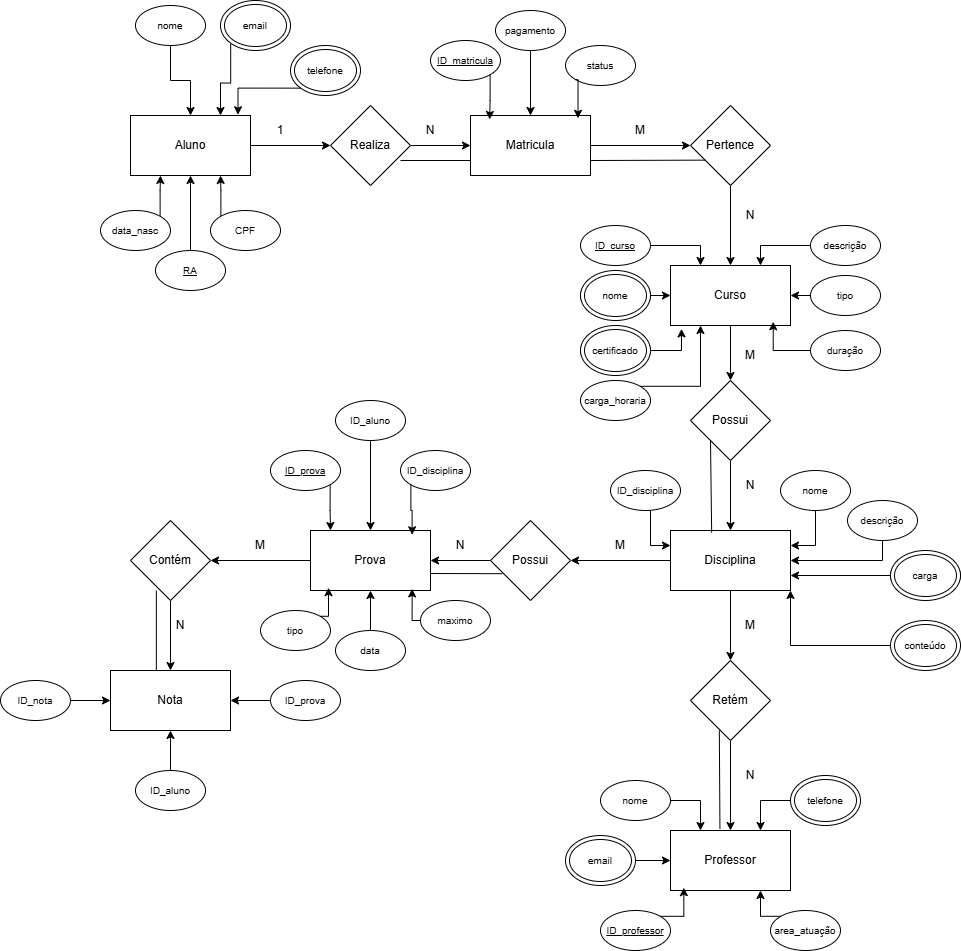 nome
email
telefone
ID_matricula
pagamento
status
Aluno
1
Realiza
N
Matricula
M
Pertence
data_nasc
RA
CPF
N
ID_curso
descrição
nome
Curso
tipo
certificado
M
duração
carga_horaria
Possui
ID_aluno
ID_prova
ID_disciplina
ID_disciplina
N
nome
descrição
Contém
M
Prova
N
Possui
M
Disciplina
carga
tipo
data
maximo
N
M
conteúdo
ID_nota
Nota
ID_prova
Retém
ID_aluno
N
nome
telefone
email
Professor
ID_professor
area_atuação